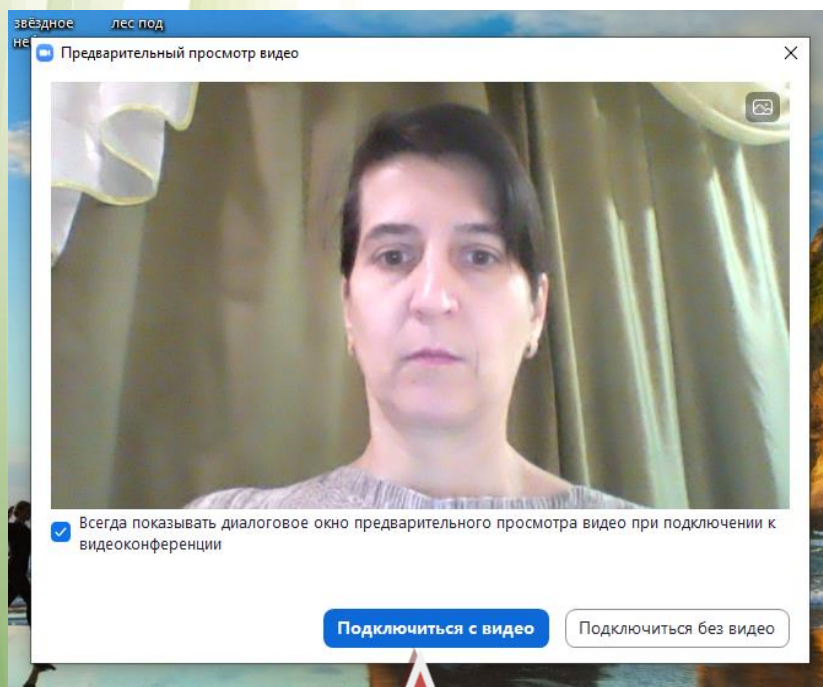 звёздное лес под
не
Предварительный просмотр видео
Всегда показывать диалоговое окно предварительного просмотра видео при подключении к
видеоконференции
Подключиться с видео Подключиться без видео